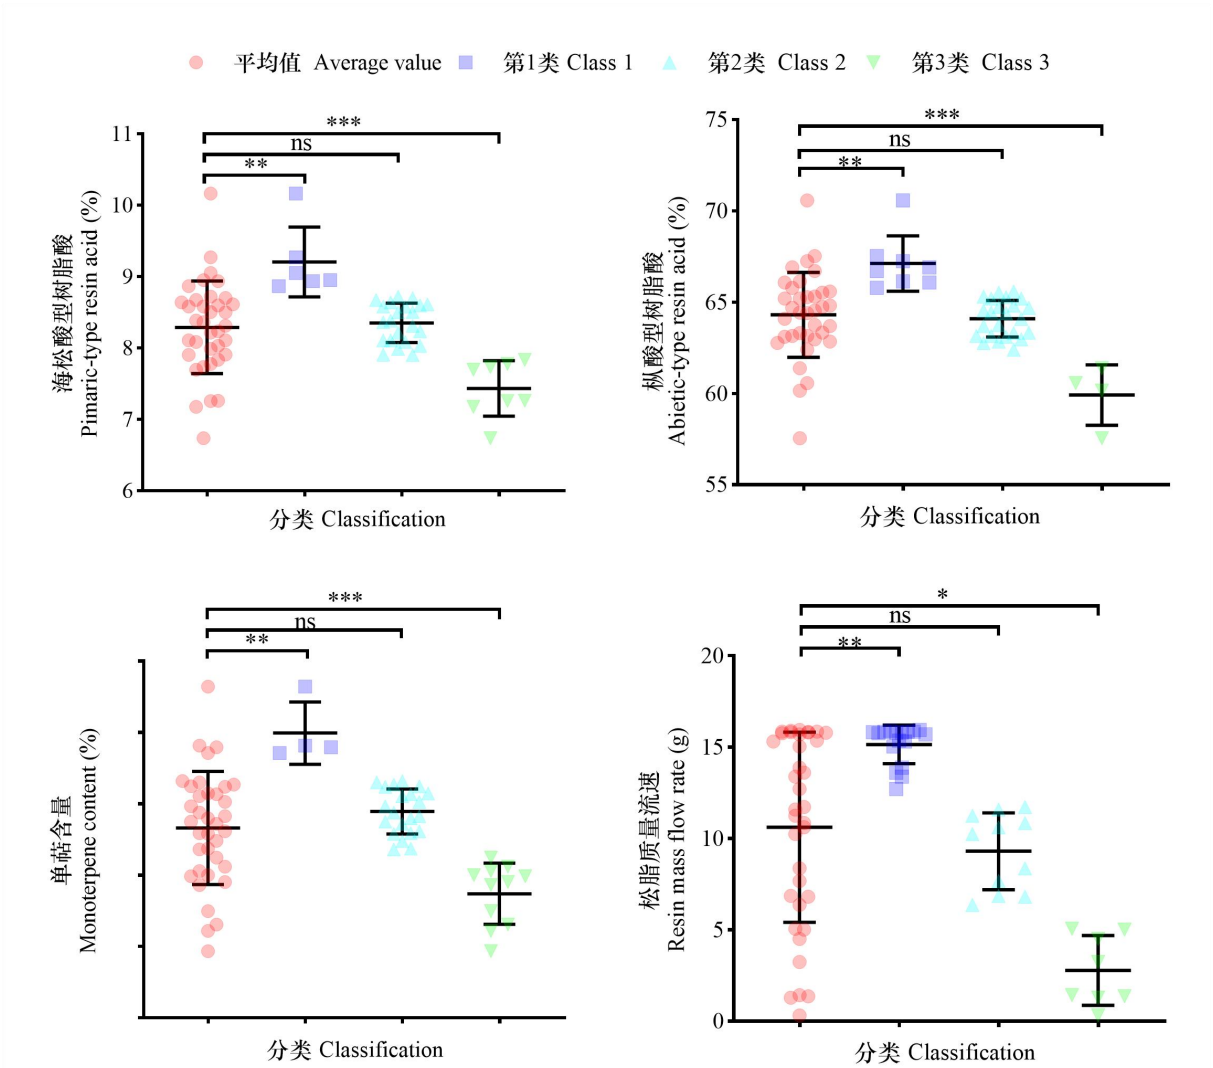 平均值 Average value 第1类 Class 1 第2类 Class 2 第3类 Class 3
海松酸型树脂酸
Pimaric-type resin acid (%)
11
10
9
8
7
6
***
ns
**
分类 Classification
枞酸型树脂酸
Abietic-type resin acid (%)
75
70
65
60
55
***
ns
**
分类 Classification
单萜含量
Monoterpene content (%)
***
ns
**
分类 Classification
松脂质量流速
Resin mass flow rate (g)
20
15
10
5
0
*
ns
**
分类 Classification